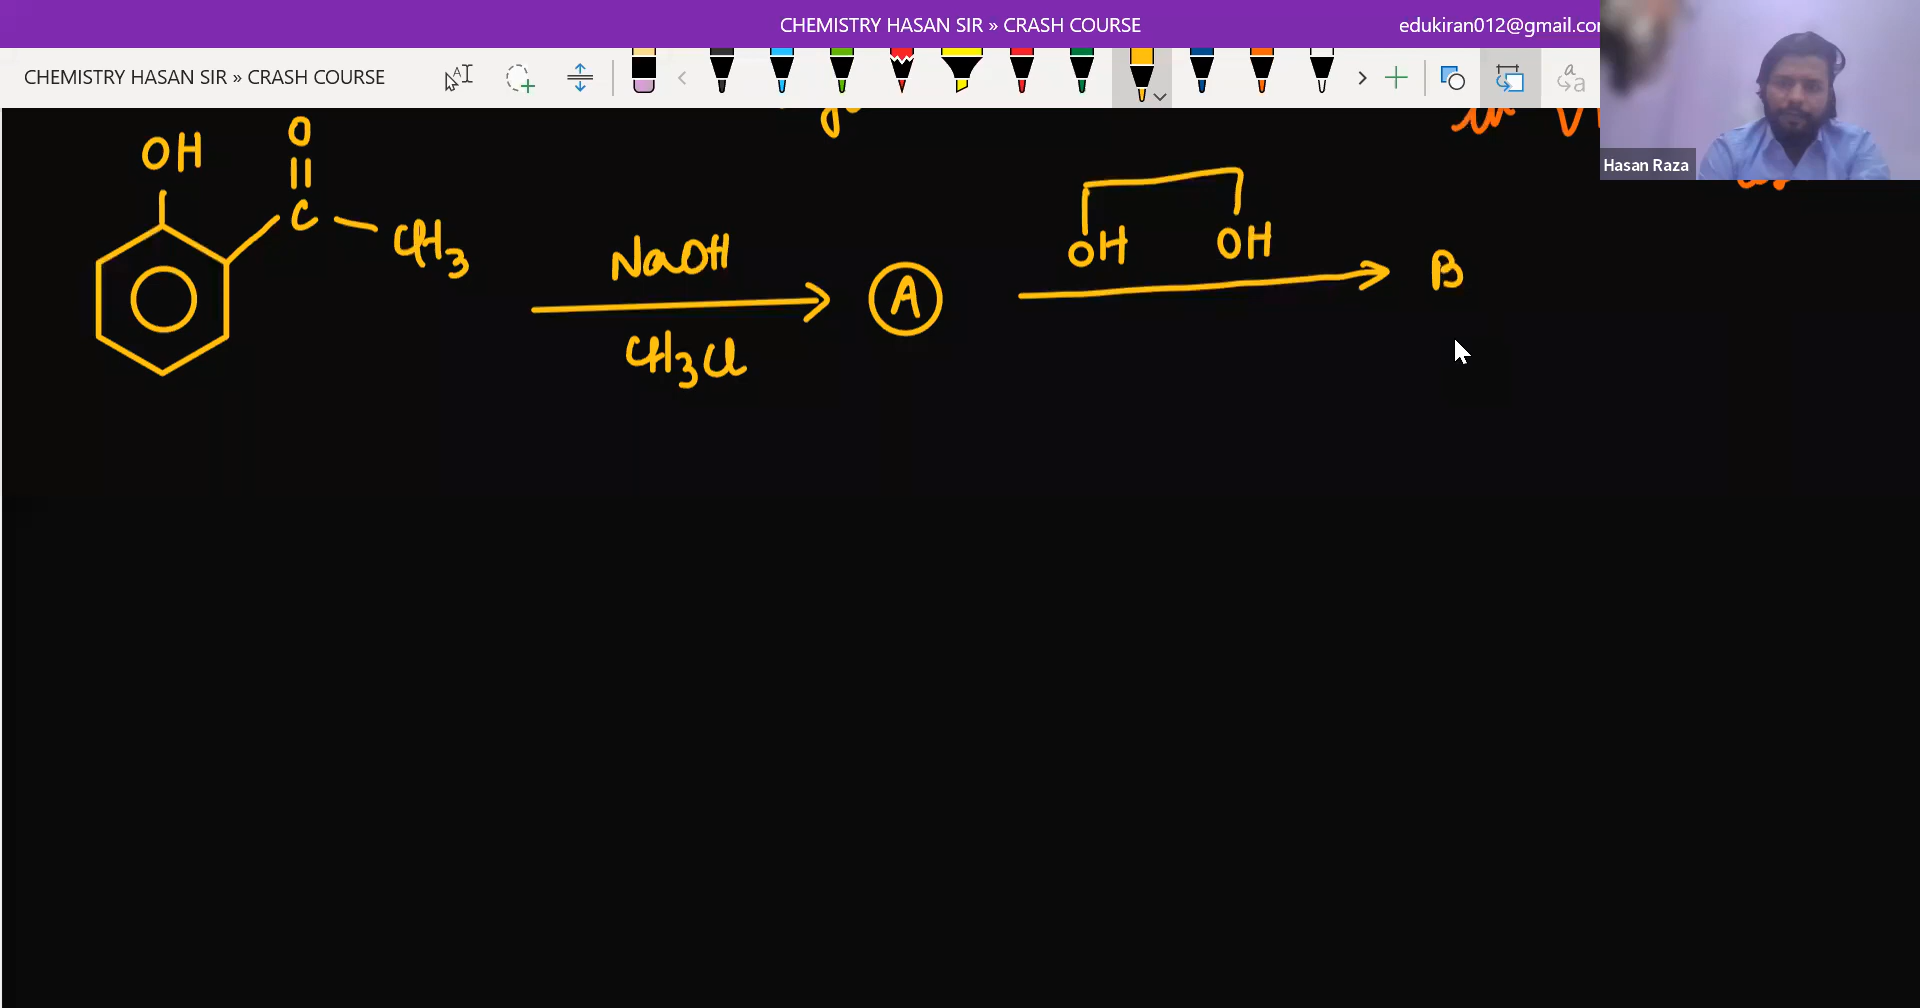 CHEMISTRY HASAN SIR » CRASH COURSE
edukiran012@gmail.co
CHEMISTRY HASAN SIR » CRASH COURSE
Hasan Raza
OH
O
C
CH3
NaOH
CH3Cl
A
OH OH
B